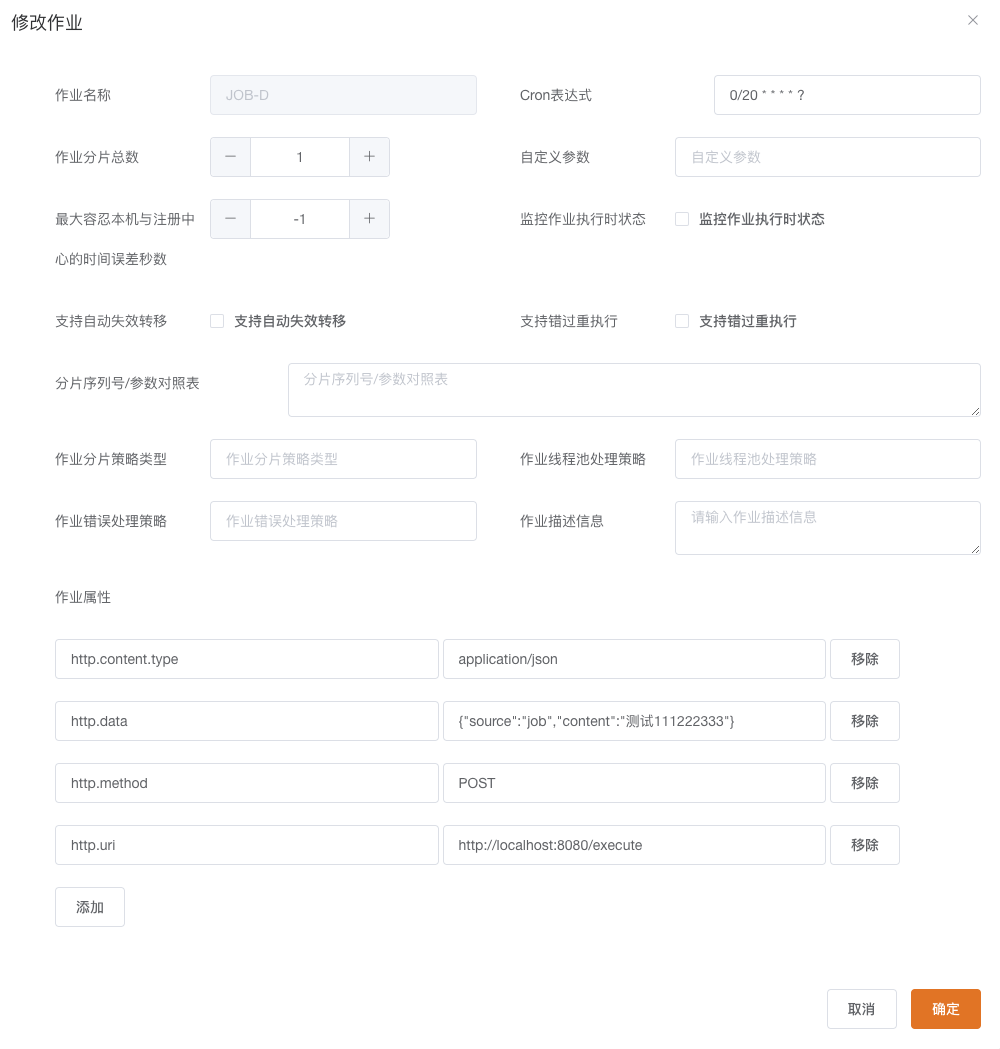 修改作业
作业名称 JOB-D Cron表达式 0/20 * * * * ?
作业分片总数 1 自定义参数 自定义参数
最大容忍本机与注册中 -1 监控作业执行时状态 监控作业执行时状态
心的时间误差秒数
支持自动失效转移 支持自动失效转移 支持错过重执行 支持错过重执行
分片序列号/参数对照表 分片序列号/参数对照表
作业分片策略类型 作业分片策略类型 作业线程池处理策略 作业线程池处理策略
作业错误处理策略 作业错误处理策略 作业描述信息 请输入作业描述信息
作业属性
http.content.type application/json 移除
http.data {"source":"job","content":"测试111222333"} 移除
http.method POST 移除
http.uri http://localhost:8080/execute 移除
添加
取消 确定